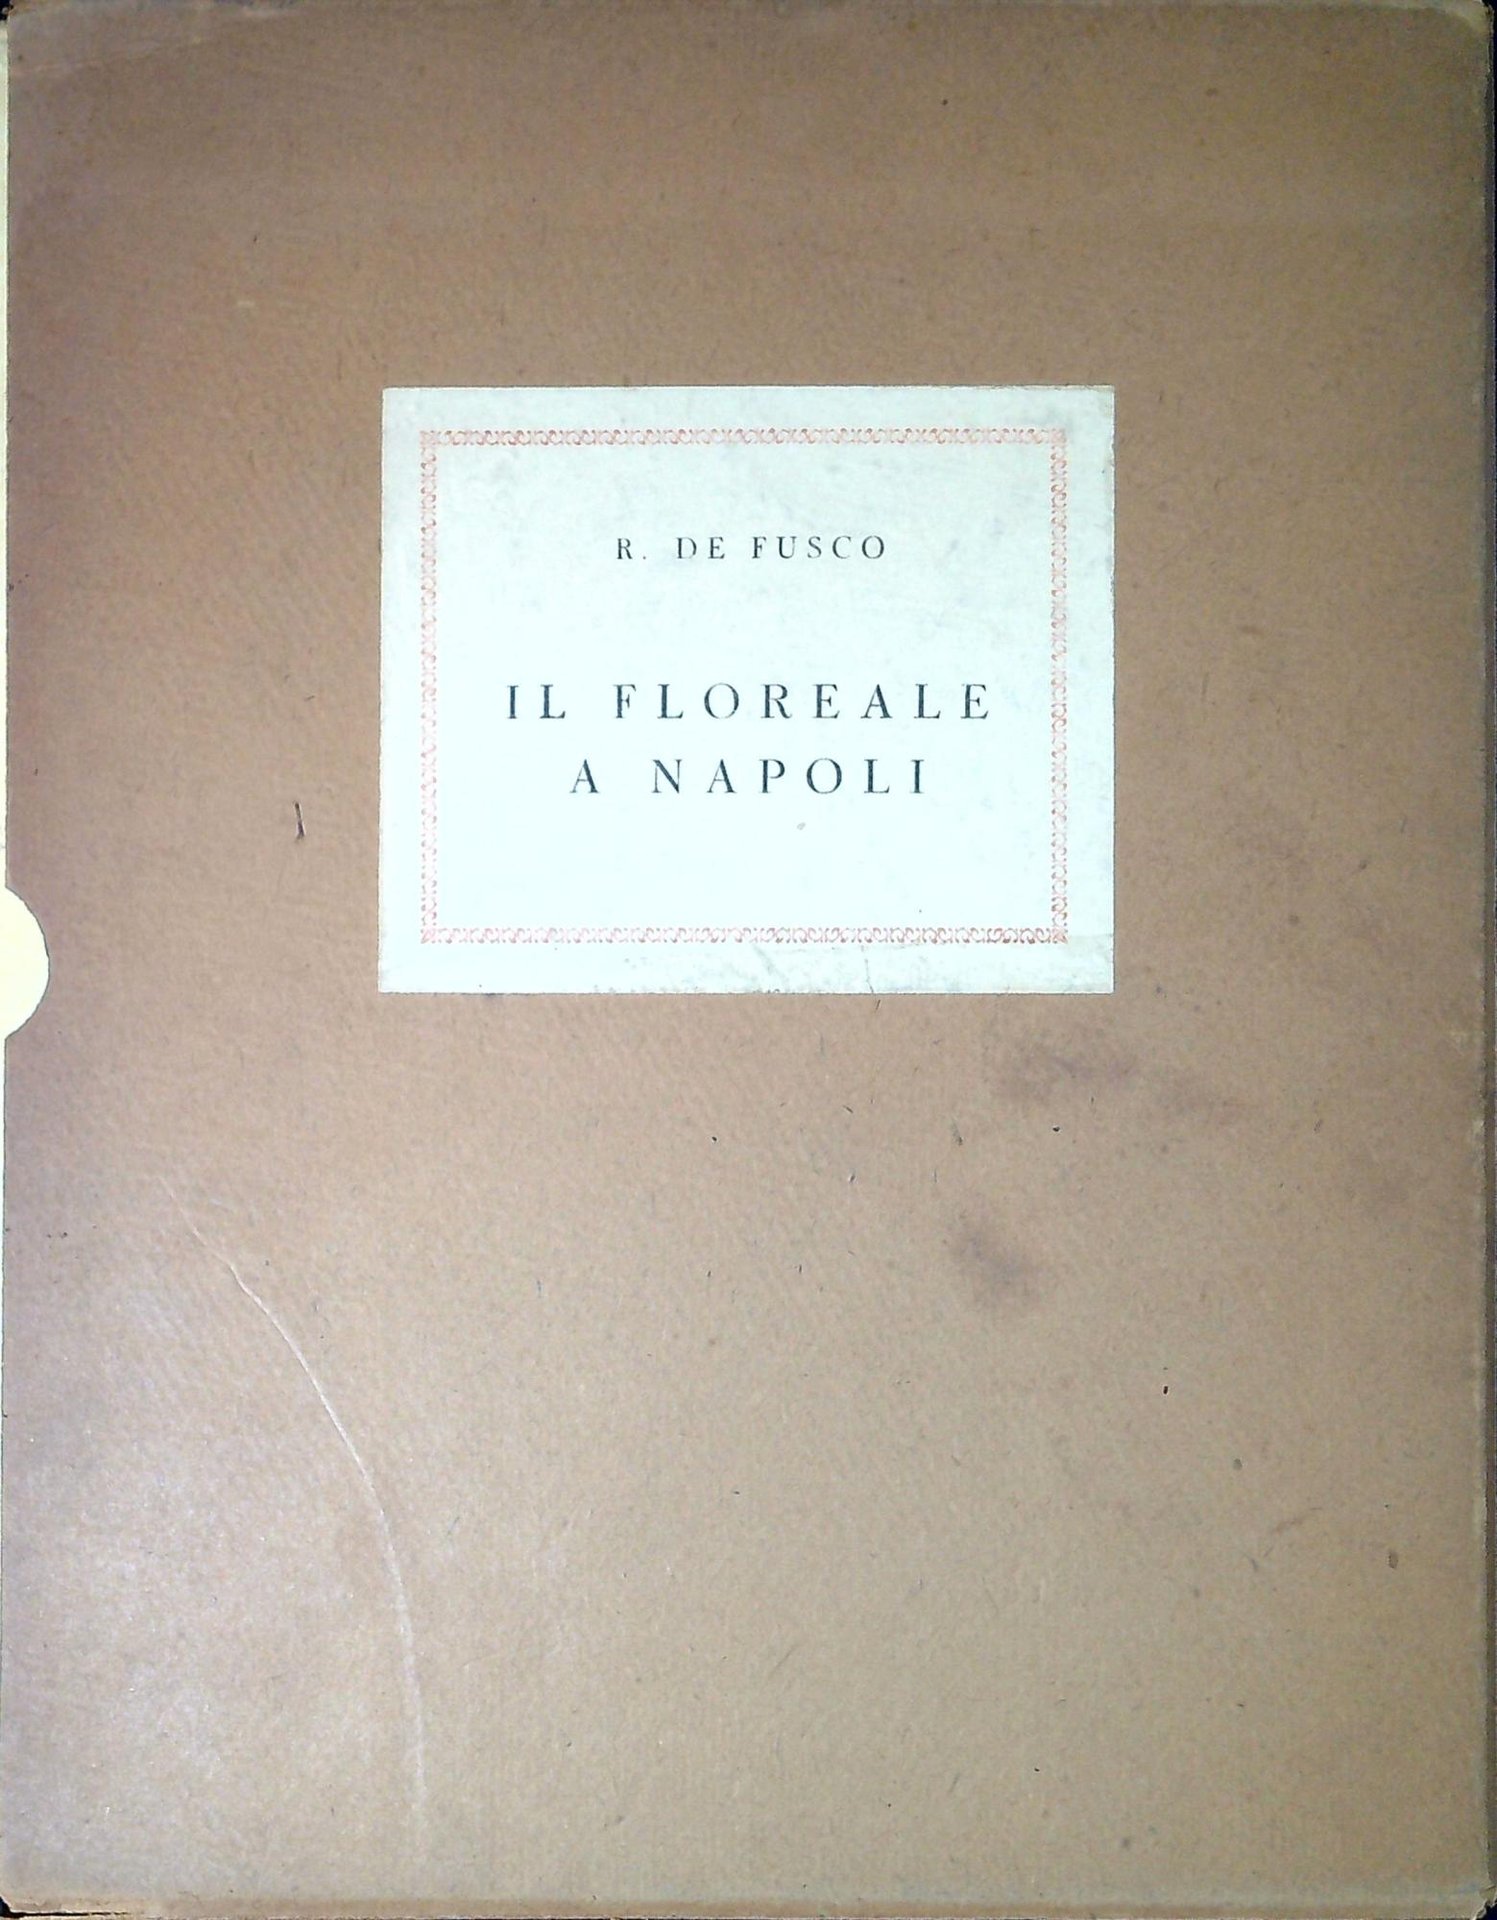 R. DE FUSCO
IL FLOREALE
A NAPOLI